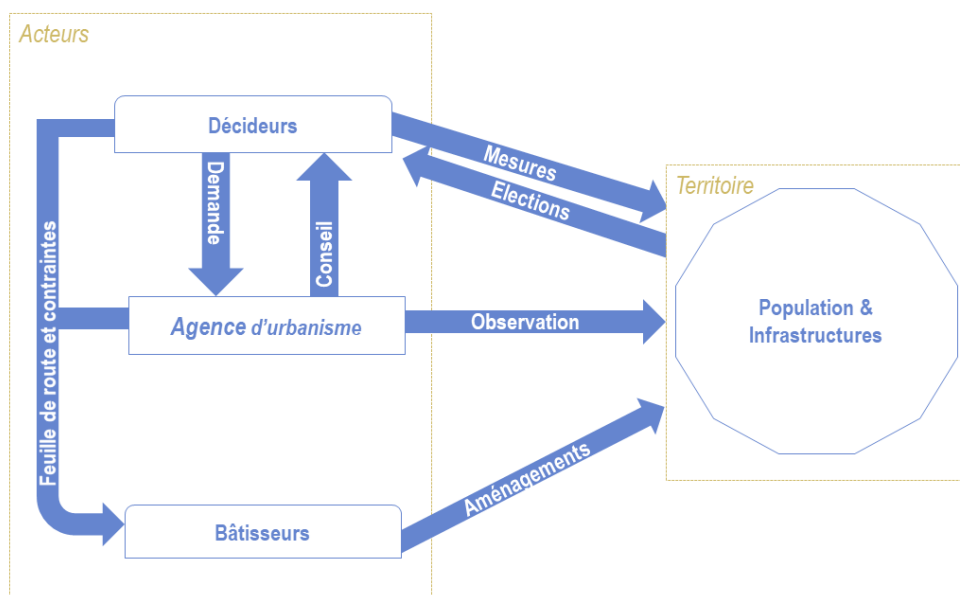 Acteurs
Décideurs
Mesures
Elections
Territoire
Demande
Conseil
Feuille de route et contraintes
Agence d'urbanisme
Observation
Population &
Infrastructures
Aménagements
Bâtisseurs